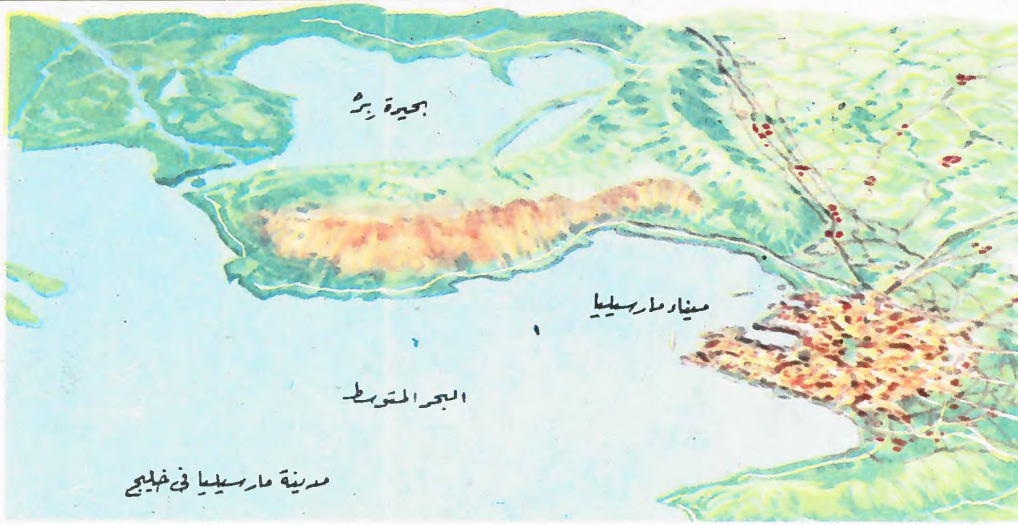 بحيرة برّ
ميناء مارسيليا
البحر المتوسط
مدينة مارسيليا في خليج